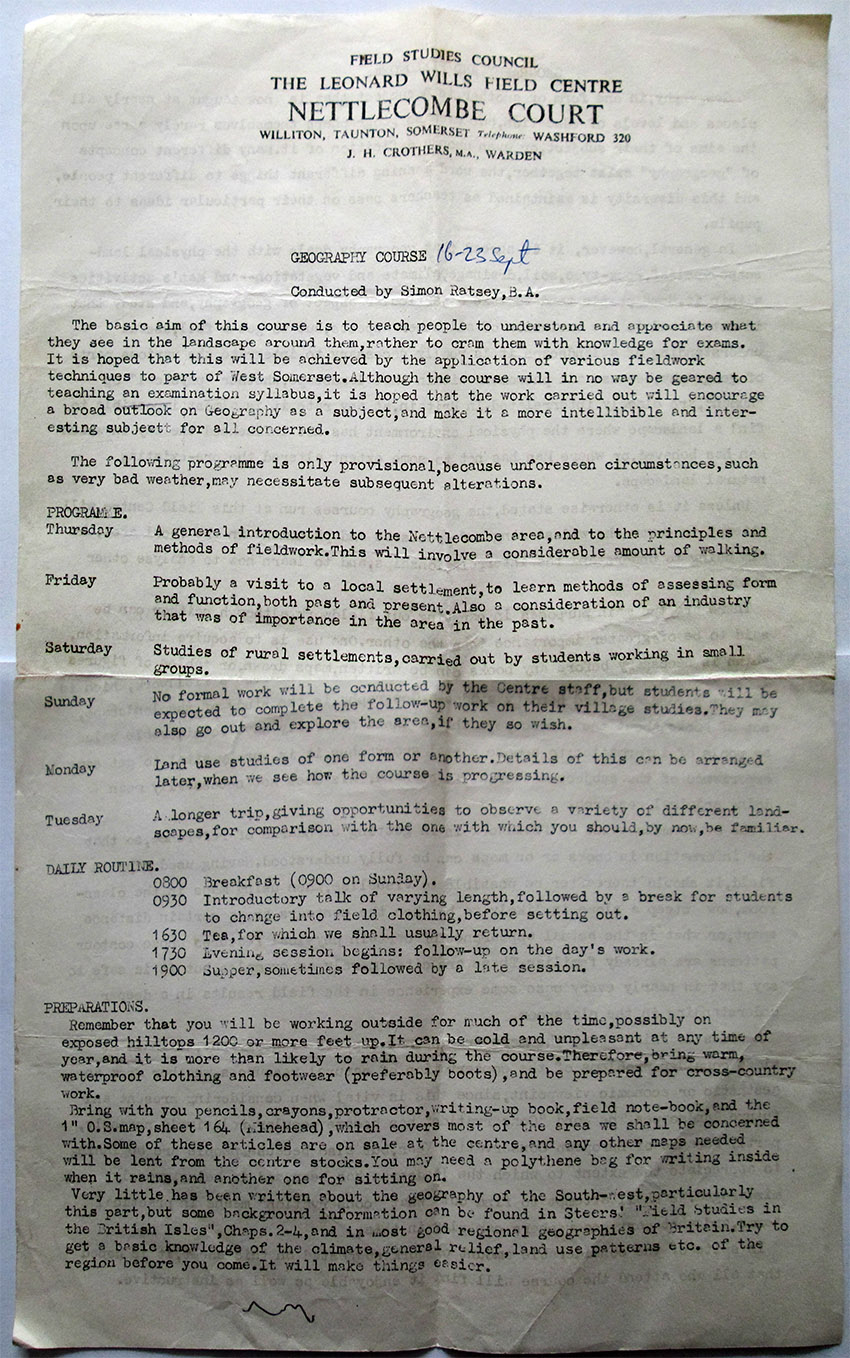 FIELD STUDIES COUNCIL
THE LEONARD WILLS FIELD CENTRE
NETTLECOMBE COURT
WILLITON, TAUNTON, SOMERSET Telephone: WASHFORD 320
J. H. CROTHERS, M.A., WARDEN
GEOGRAPHY COURSE 16-23 Sept
Conducted by Simon Ratsey,B.A.
The basic aim of this course is to teach people to understand and appreciate what
they see in the landscape around them,rather to cram them with knowledge for exams.
It is hoped that this will be achieved by the application of various fieldwork
techniques to part of West Somerset.Although the course will in no way be geared to
teaching an examination syllabus,it is hoped that the work carried out will encourage
a broad outlook on Geography as a subject,and make it a more intellibible and inter-
esting subject for all concerned.
The following programme is only provisional,because unforeseen circumstances,such
as very bad weather,may necessitate subsequent alterations.
PROGRAMME.
Thursday A general introduction to the Nettlecombe area,and to the principles and
methods of fieldwork.This will involve a considerable amount of walking.
Friday Probably a visit to a local settlement,to learn methods of assessing form
and function,both past and present.Also a consideration of an industry
that was of importance in the area in the past.
Saturday Studies of rural settlements,carried out by students working in small
groups.
Sunday No formal work will be conducted by the Centre staff,but students will be
expected to complete the follow-up work on their village studies.They may
also go out and explore the area,if they so wish.
Monday Land use studies of one form or another.Details of this can be arranged
later,when we see how the course is progressing.
Tuesday A longer trip,giving opportunities to observe a variety of different land-
scapes,for comparison with the one with which you should,by now,be familiar.
DAILY ROUTINE.
0800 Breakfast (0900 on Sunday).
0930 Introductory talk of varying length,followed by a break for students
to change into field clothing,before setting out.
1630 Tea,for which we shall usually return.
1730 Evening session begins: follow-up on the day's work.
1900 Supper,sometimes followed by a late session.
PREPARATIONS.
Remember that you will be working outside for much of the time,possibly on
exposed hilltops 1200 or more feet up.It can be cold and unpleasant at any time of
year,and it is more than likely to rain during the course.Therefore,bring warm,
waterproof clothing and footwear (preferably boots),and be prepared for cross-country
work.
Bring with you pencils,crayons,protractor,writing-up book,field note-book,and the
1" O.S.map,sheet 164 (Minehead),which covers most of the area we shall be concerned
with.Some of these articles are on sale at the centre,and any other maps needed
will be lent from the centre stocks.You may need a polythene bag for writing inside
when it rains,and another one for sitting on.
Very little has been written about the geography of the South-West,particularly
this part,but some background information can be found in Steers' "Field Studies in
the British Isles",Chaps.2-4,and in most good regional geographies of Britain.Try to
get a basic knowledge of the climate,general relief,land use patterns etc. of the
region before you come.It will make things easier.